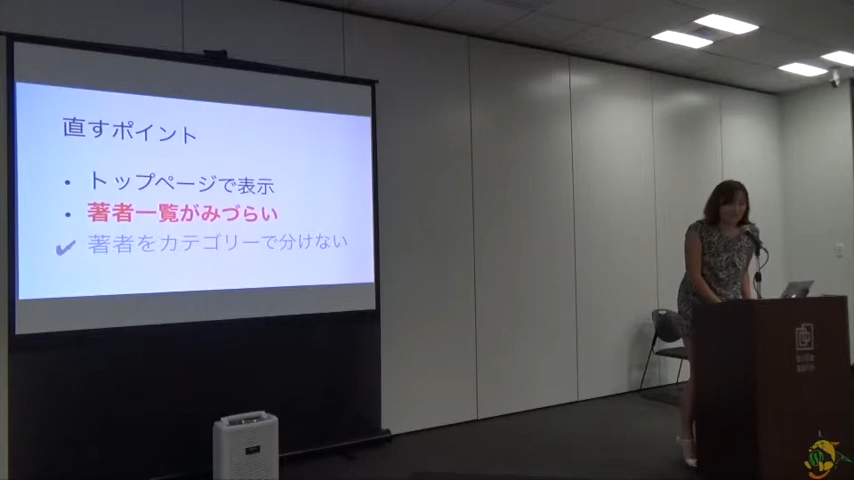 直すポイント
• トップページで表示
• 著者一覧がみづらい
✔ 著者をカテゴリーで分けない